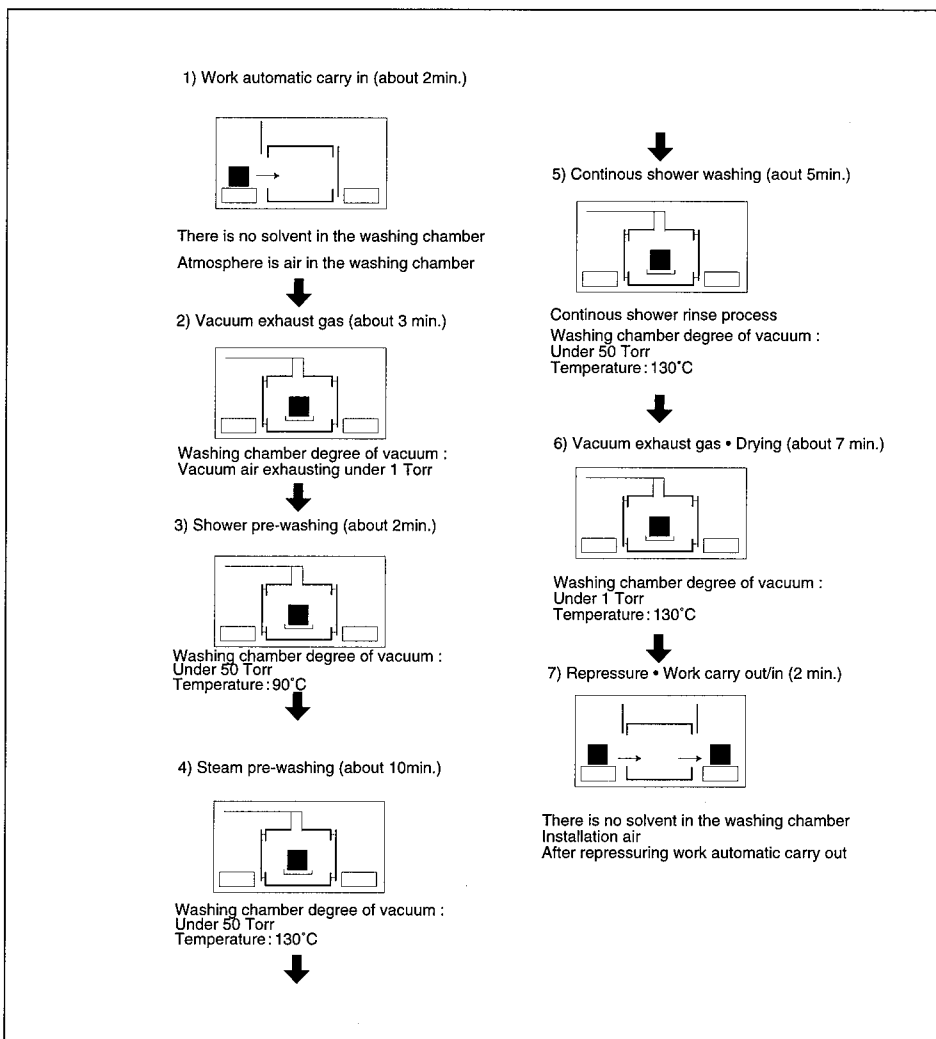 1) Work automatic carry in (about 2min.)
There is no solvent in the washing chamber
Atmosphere is air in the washing chamber
2) Vacuum exhaust gas (about 3 min.)
Washing chamber degree of vacuum :
Vacuum air exhausting under 1 Torr
3) Shower pre-washing (about 2min.)
Washing chamber degree of vacuum :
Under 50 Torr
Temperature : 90°C
4) Steam pre-washing (about 10min.)
Washing chamber degree of vacuum :
Under 50 Torr
Temperature : 130°C
5) Continous shower washing (aout 5min.)
Continous shower rinse process
Washing chamber degree of vacuum :
Under 50 Torr
Temperature : 130°C
6) Vacuum exhaust gas • Drying (about 7 min.)
Washing chamber degree of vacuum :
Under 1 Torr
Temperature : 130°C
7) Repressure • Work carry out/in (2 min.)
There is no solvent in the washing chamber
Installation air
After repressuring work automatic carry out